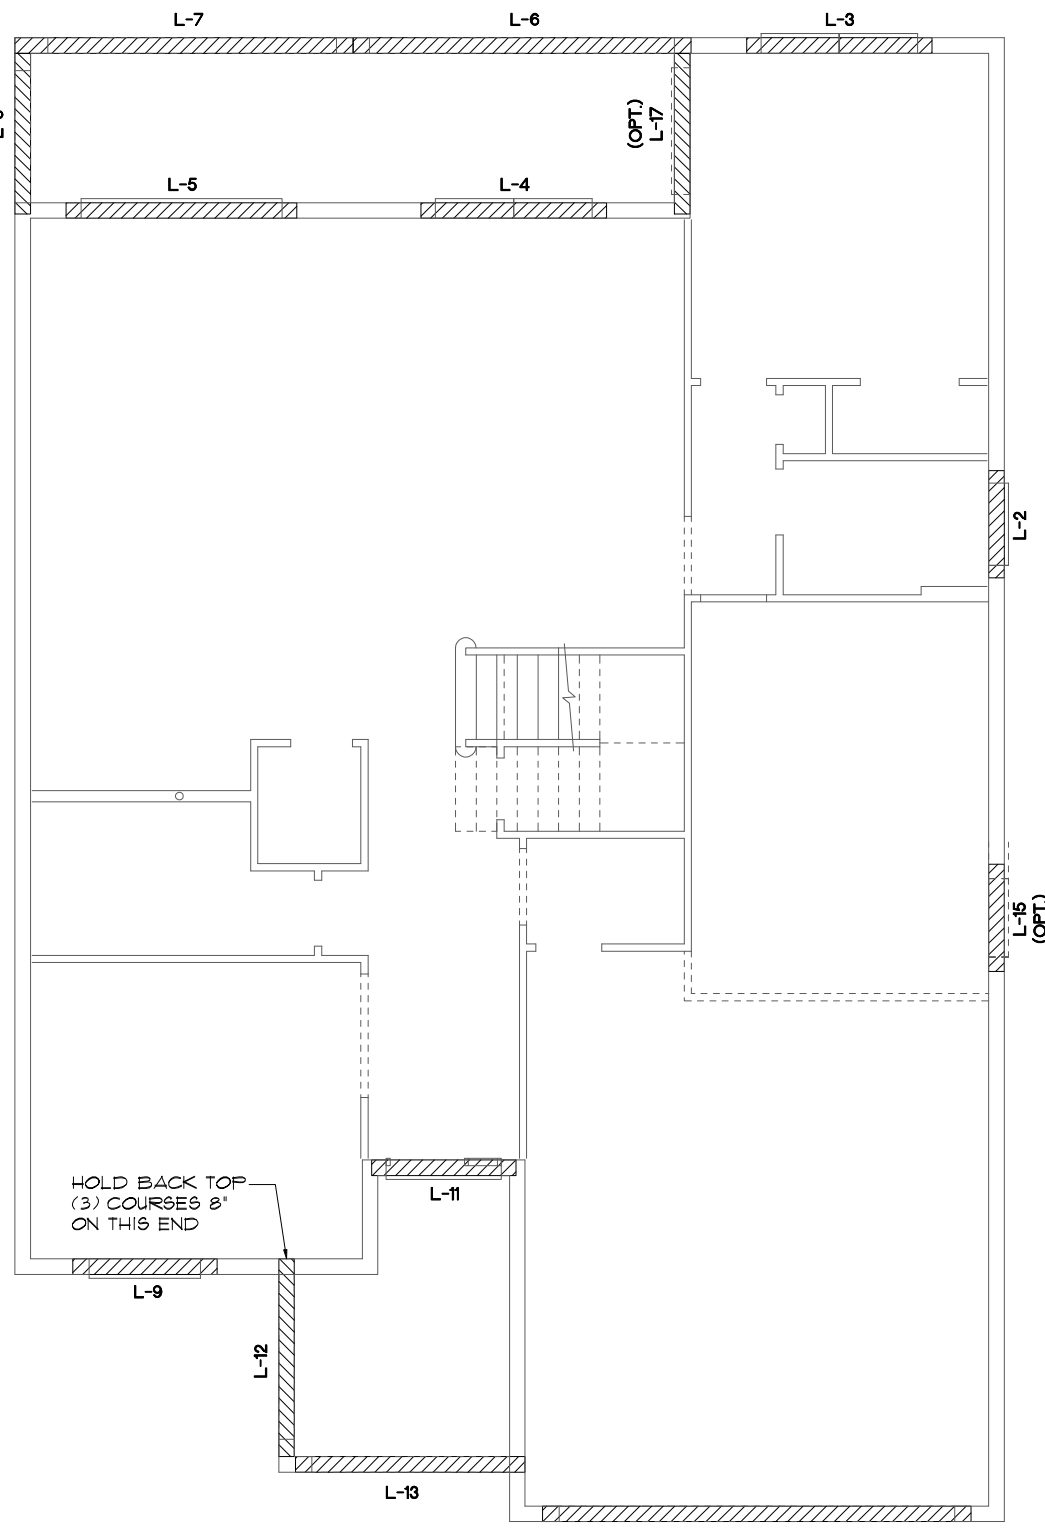 L-7
L-6
L-3
(OPT.)
L-17
L-5
L-4
L-2
L-15
(OPT.)
HOLD BACK TOP
(3) COURSES 8"
ON THIS END
L-11
L-9
L-12
L-13